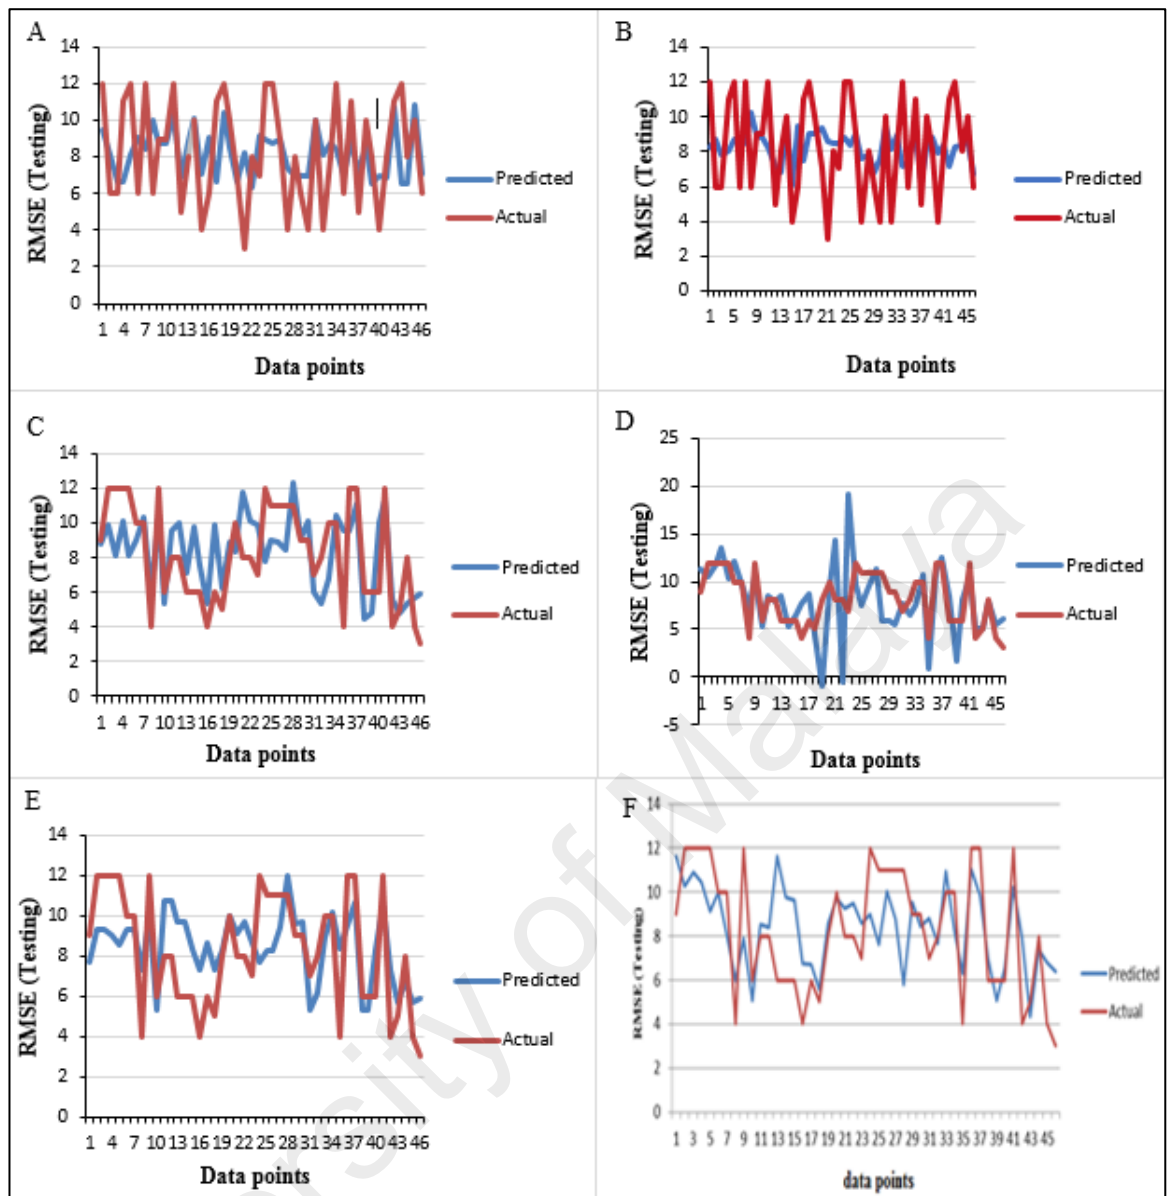 A
RMSE (Testing)
14
12
10
8
6
4
2
0
1 4 7 10 13 16 19 22 25 28 31 34 37 40 43 46
Data points
Predicted
Actual
B
RMSE (Testing)
14
12
10
8
6
4
2
0
1 5 9 13 17 21 25 29 33 37 41 45
Data points
Predicted
Actual
C
RMSE (Testing)
14
12
10
8
6
4
2
0
1 4 7 10 13 16 19 22 25 28 31 34 37 40 43 46
Data points
Predicted
Actual
D
RMSE (Testing)
25
20
15
10
5
0
-5
1 5 9 13 17 21 25 29 33 37 41 45
Data points
Predicted
Actual
E
RMSE (Testing)
14
12
10
8
6
4
2
0
1 4 7 10 13 16 19 22 25 28 31 34 37 40 43 46
Data points
Predicted
Actual
F
RMSE (Testing)
14
12
10
8
6
4
2
0
1 3 5 7 9 11 13 15 17 19 21 23 25 27 29 31 33 35 37 39 41 43 45
data points
Predicted
Actual
ersity of Malaya